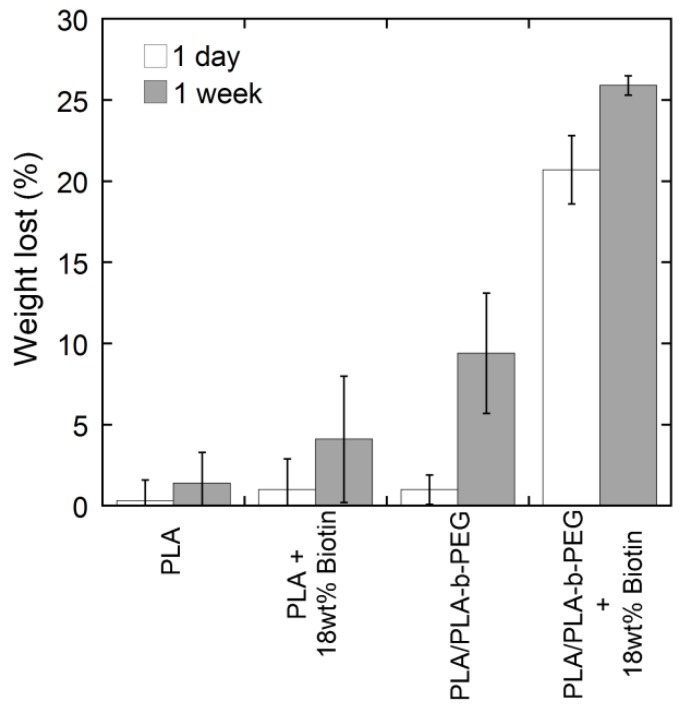 30
25
20
15
10
5
0
Weight lost (%)
1 day
1 week
PLA
PLA +
18wt% Biotin
PLA/PLA-b-PEG
PLA/PLA-b-PEG
+
18wt% Biotin